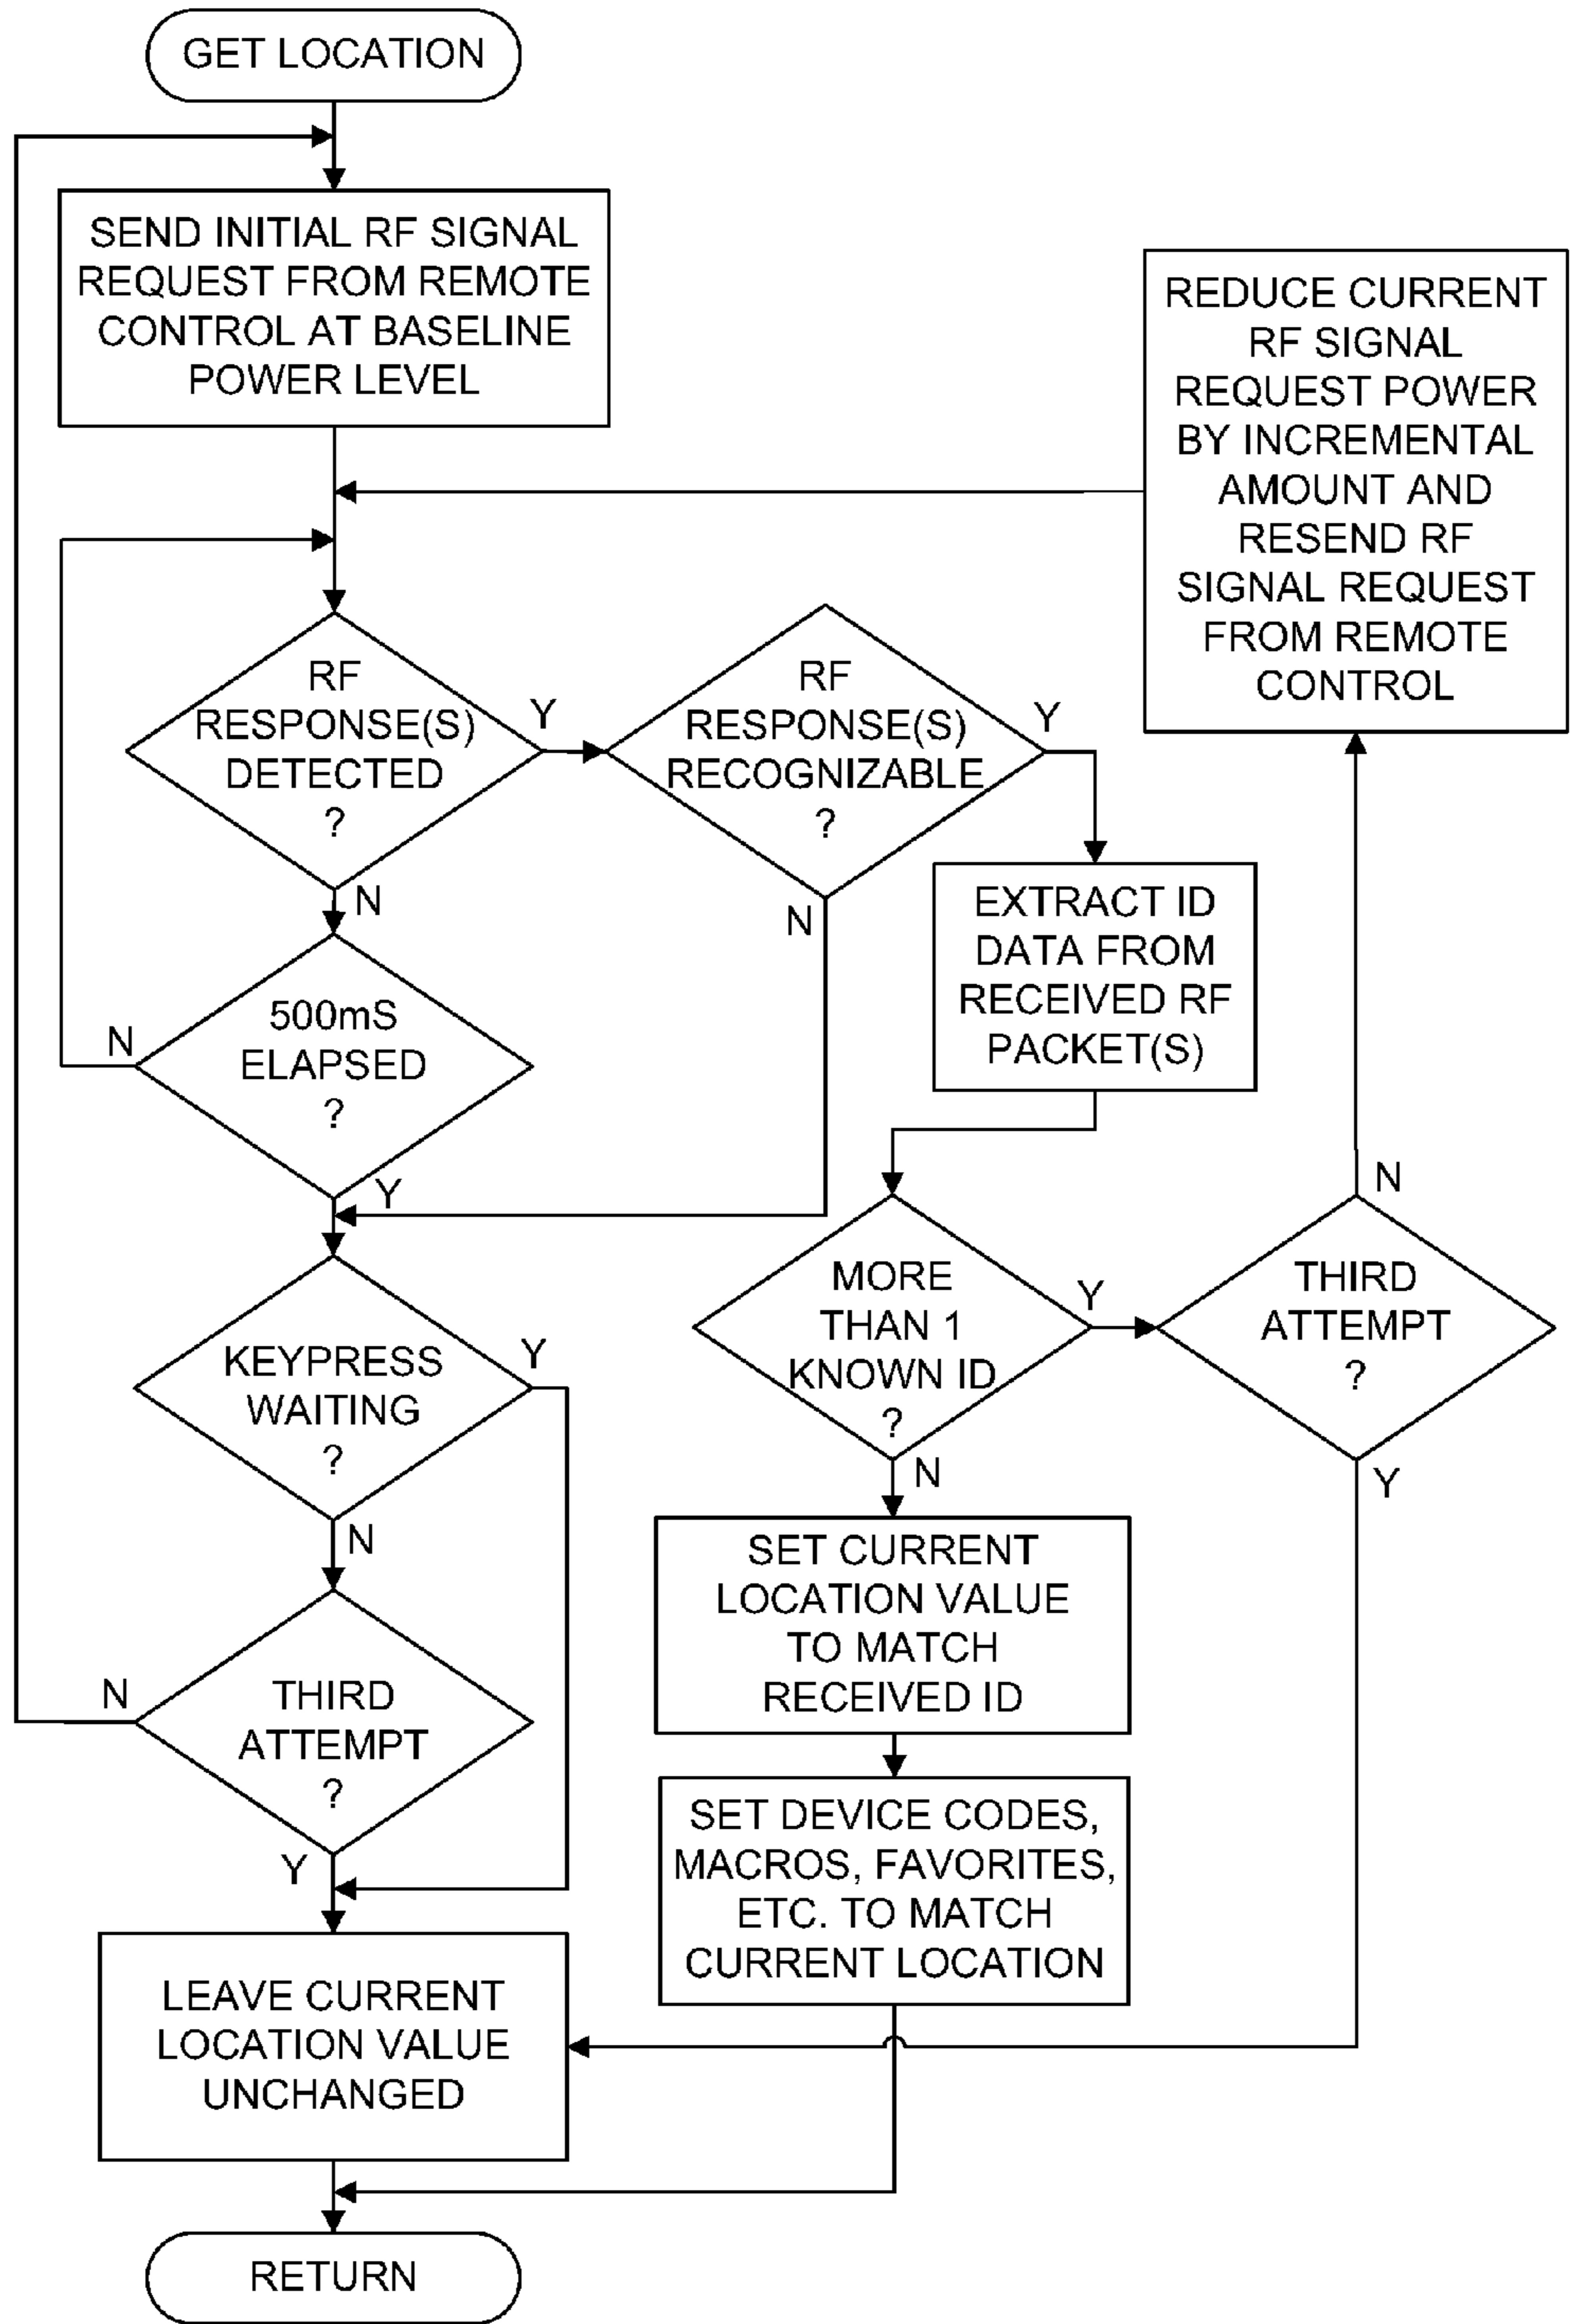 GET LOCATION
SEND INITIAL RF SIGNAL
REQUEST FROM REMOTE
CONTROL AT BASELINE
POWER LEVEL
REDUCE CURRENT
RF SIGNAL
REQUEST POWER
BY INCREMENTAL
AMOUNT AND
RESEND RF
SIGNAL REQUEST
FROM REMOTE
CONTROL
RF
RESPONSE(S)
DETECTED
?
Y
N
RF
RESPONSE(S)
RECOGNIZABLE
?
Y
N
EXTRACT ID
DATA FROM
RECEIVED RF
PACKET(S)
500mS
ELAPSED
?
N
Y
MORE
THAN 1
KNOWN ID
?
Y
N
THIRD
ATTEMPT
?
N
Y
KEYPRESS
WAITING
?
Y
N
SET CURRENT
LOCATION VALUE
TO MATCH
RECEIVED ID
THIRD
ATTEMPT
?
N
Y
SET DEVICE CODES,
MACROS, FAVORITES,
ETC. TO MATCH
CURRENT LOCATION
LEAVE CURRENT
LOCATION VALUE
UNCHANGED
RETURN